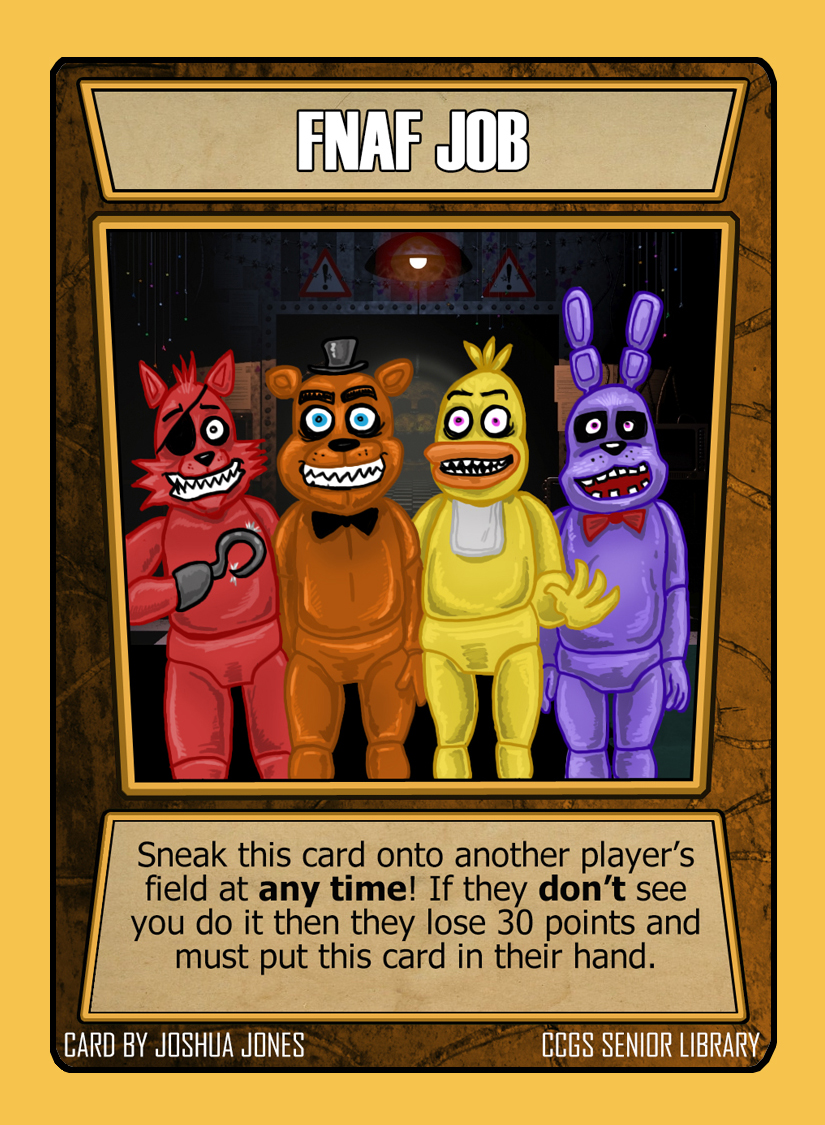 FNAF JOB
Sneak this card onto another player's
field at any time! If they don't see
you do it then they lose 30 points and
must put this card in their hand.
CARD BY JOSHUA JONES
CCGS SENIOR LIBRARY